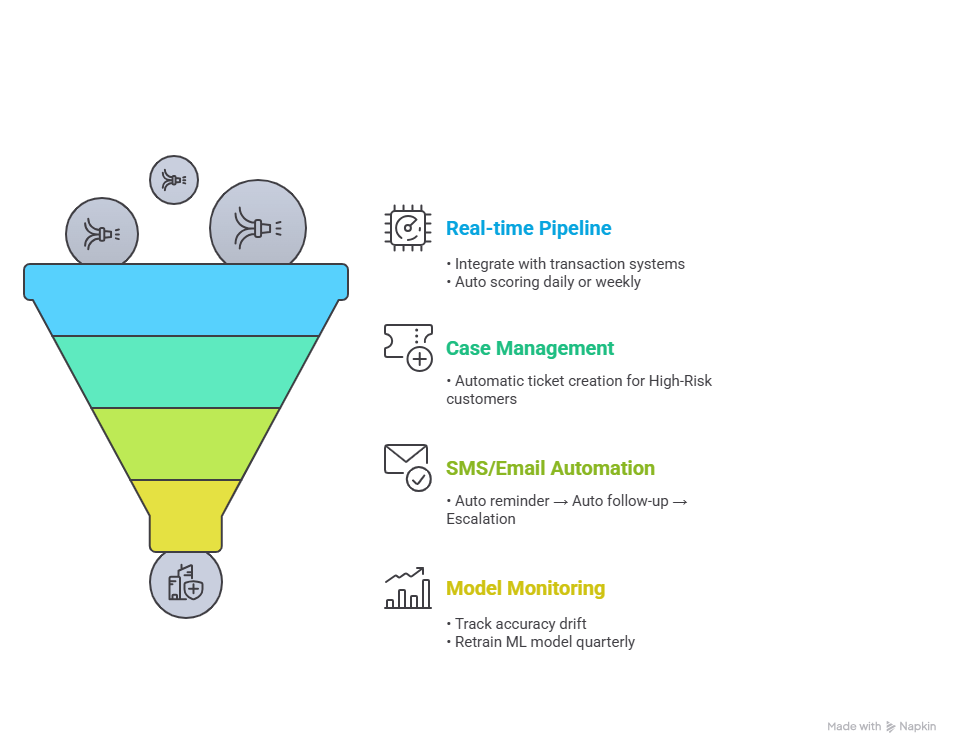 Real-time Pipeline
• Integrate with transaction systems
• Auto scoring daily or weekly
Case Management
• Automatic ticket creation for High-Risk
customers
SMS/Email Automation
• Auto reminder → Auto follow-up →
Escalation
Model Monitoring
• Track accuracy drift
• Retrain ML model quarterly
Made with Napkin